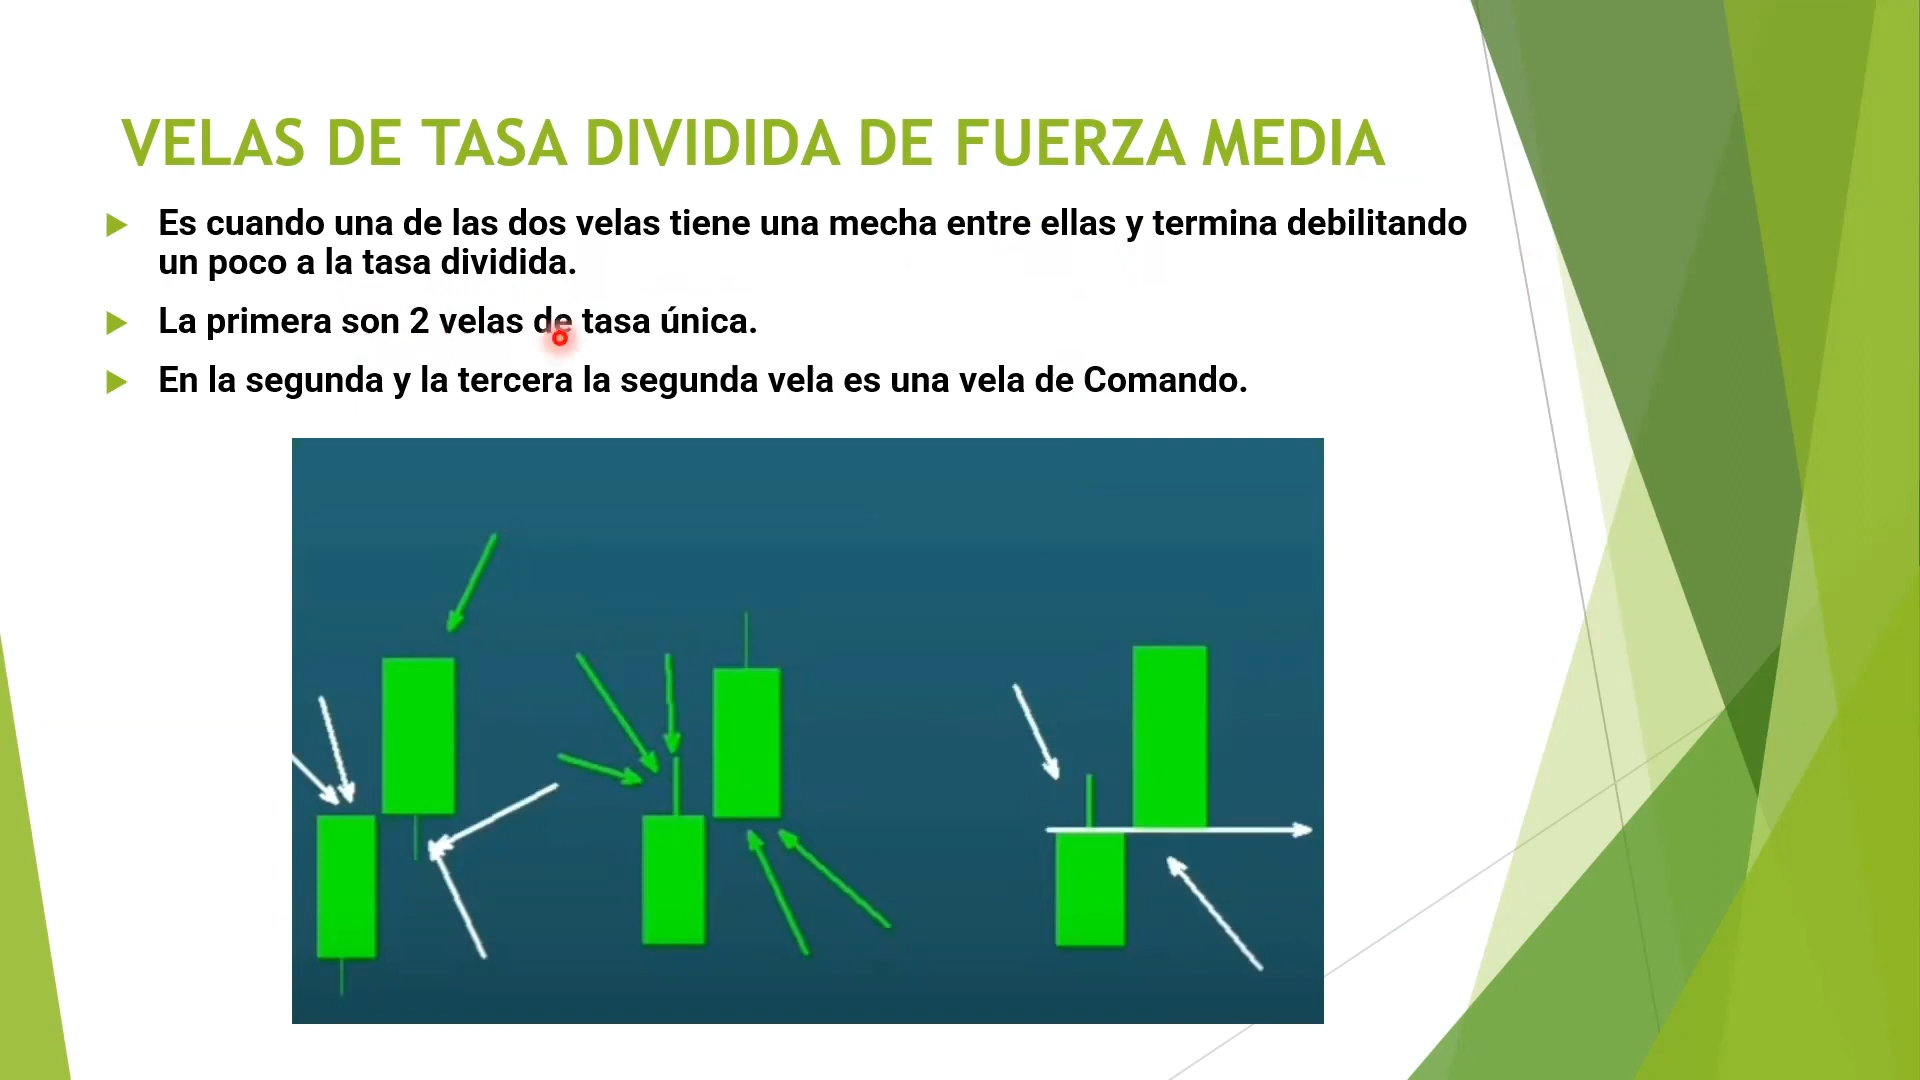 VELAS DE TASA DIVIDIDA DE FUERZA MEDIA
Es cuando una de las dos velas tiene una mecha entre ellas y termina debilitando
un poco a la tasa dividida.
La primera son 2 velas de tasa única.
En la segunda y la tercera la segunda vela es una vela de Comando.